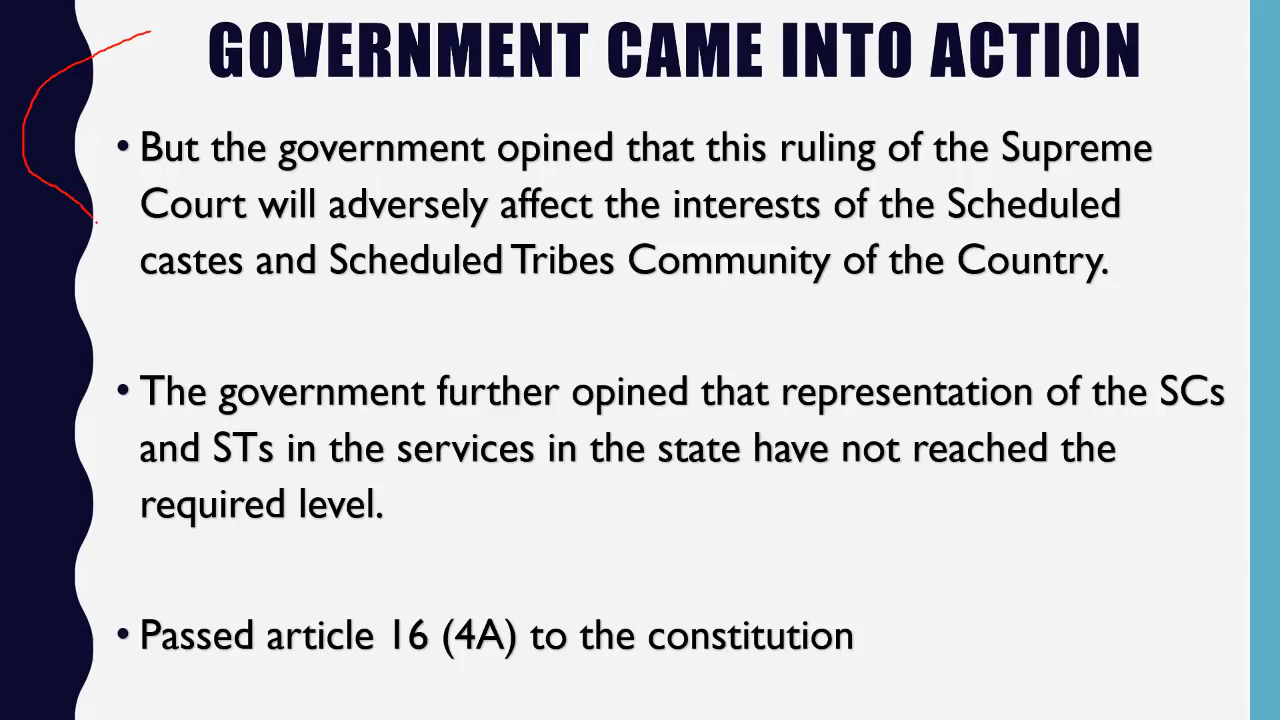 GOVERNMENT CAME INTO ACTION
• But the government opined that this ruling of the Supreme
Court will adversely affect the interests of the Scheduled
castes and Scheduled Tribes Community of the Country.
• The government further opined that representation of the SCs
and STs in the services in the state have not reached the
required level.
• Passed article 16 (4A) to the constitution